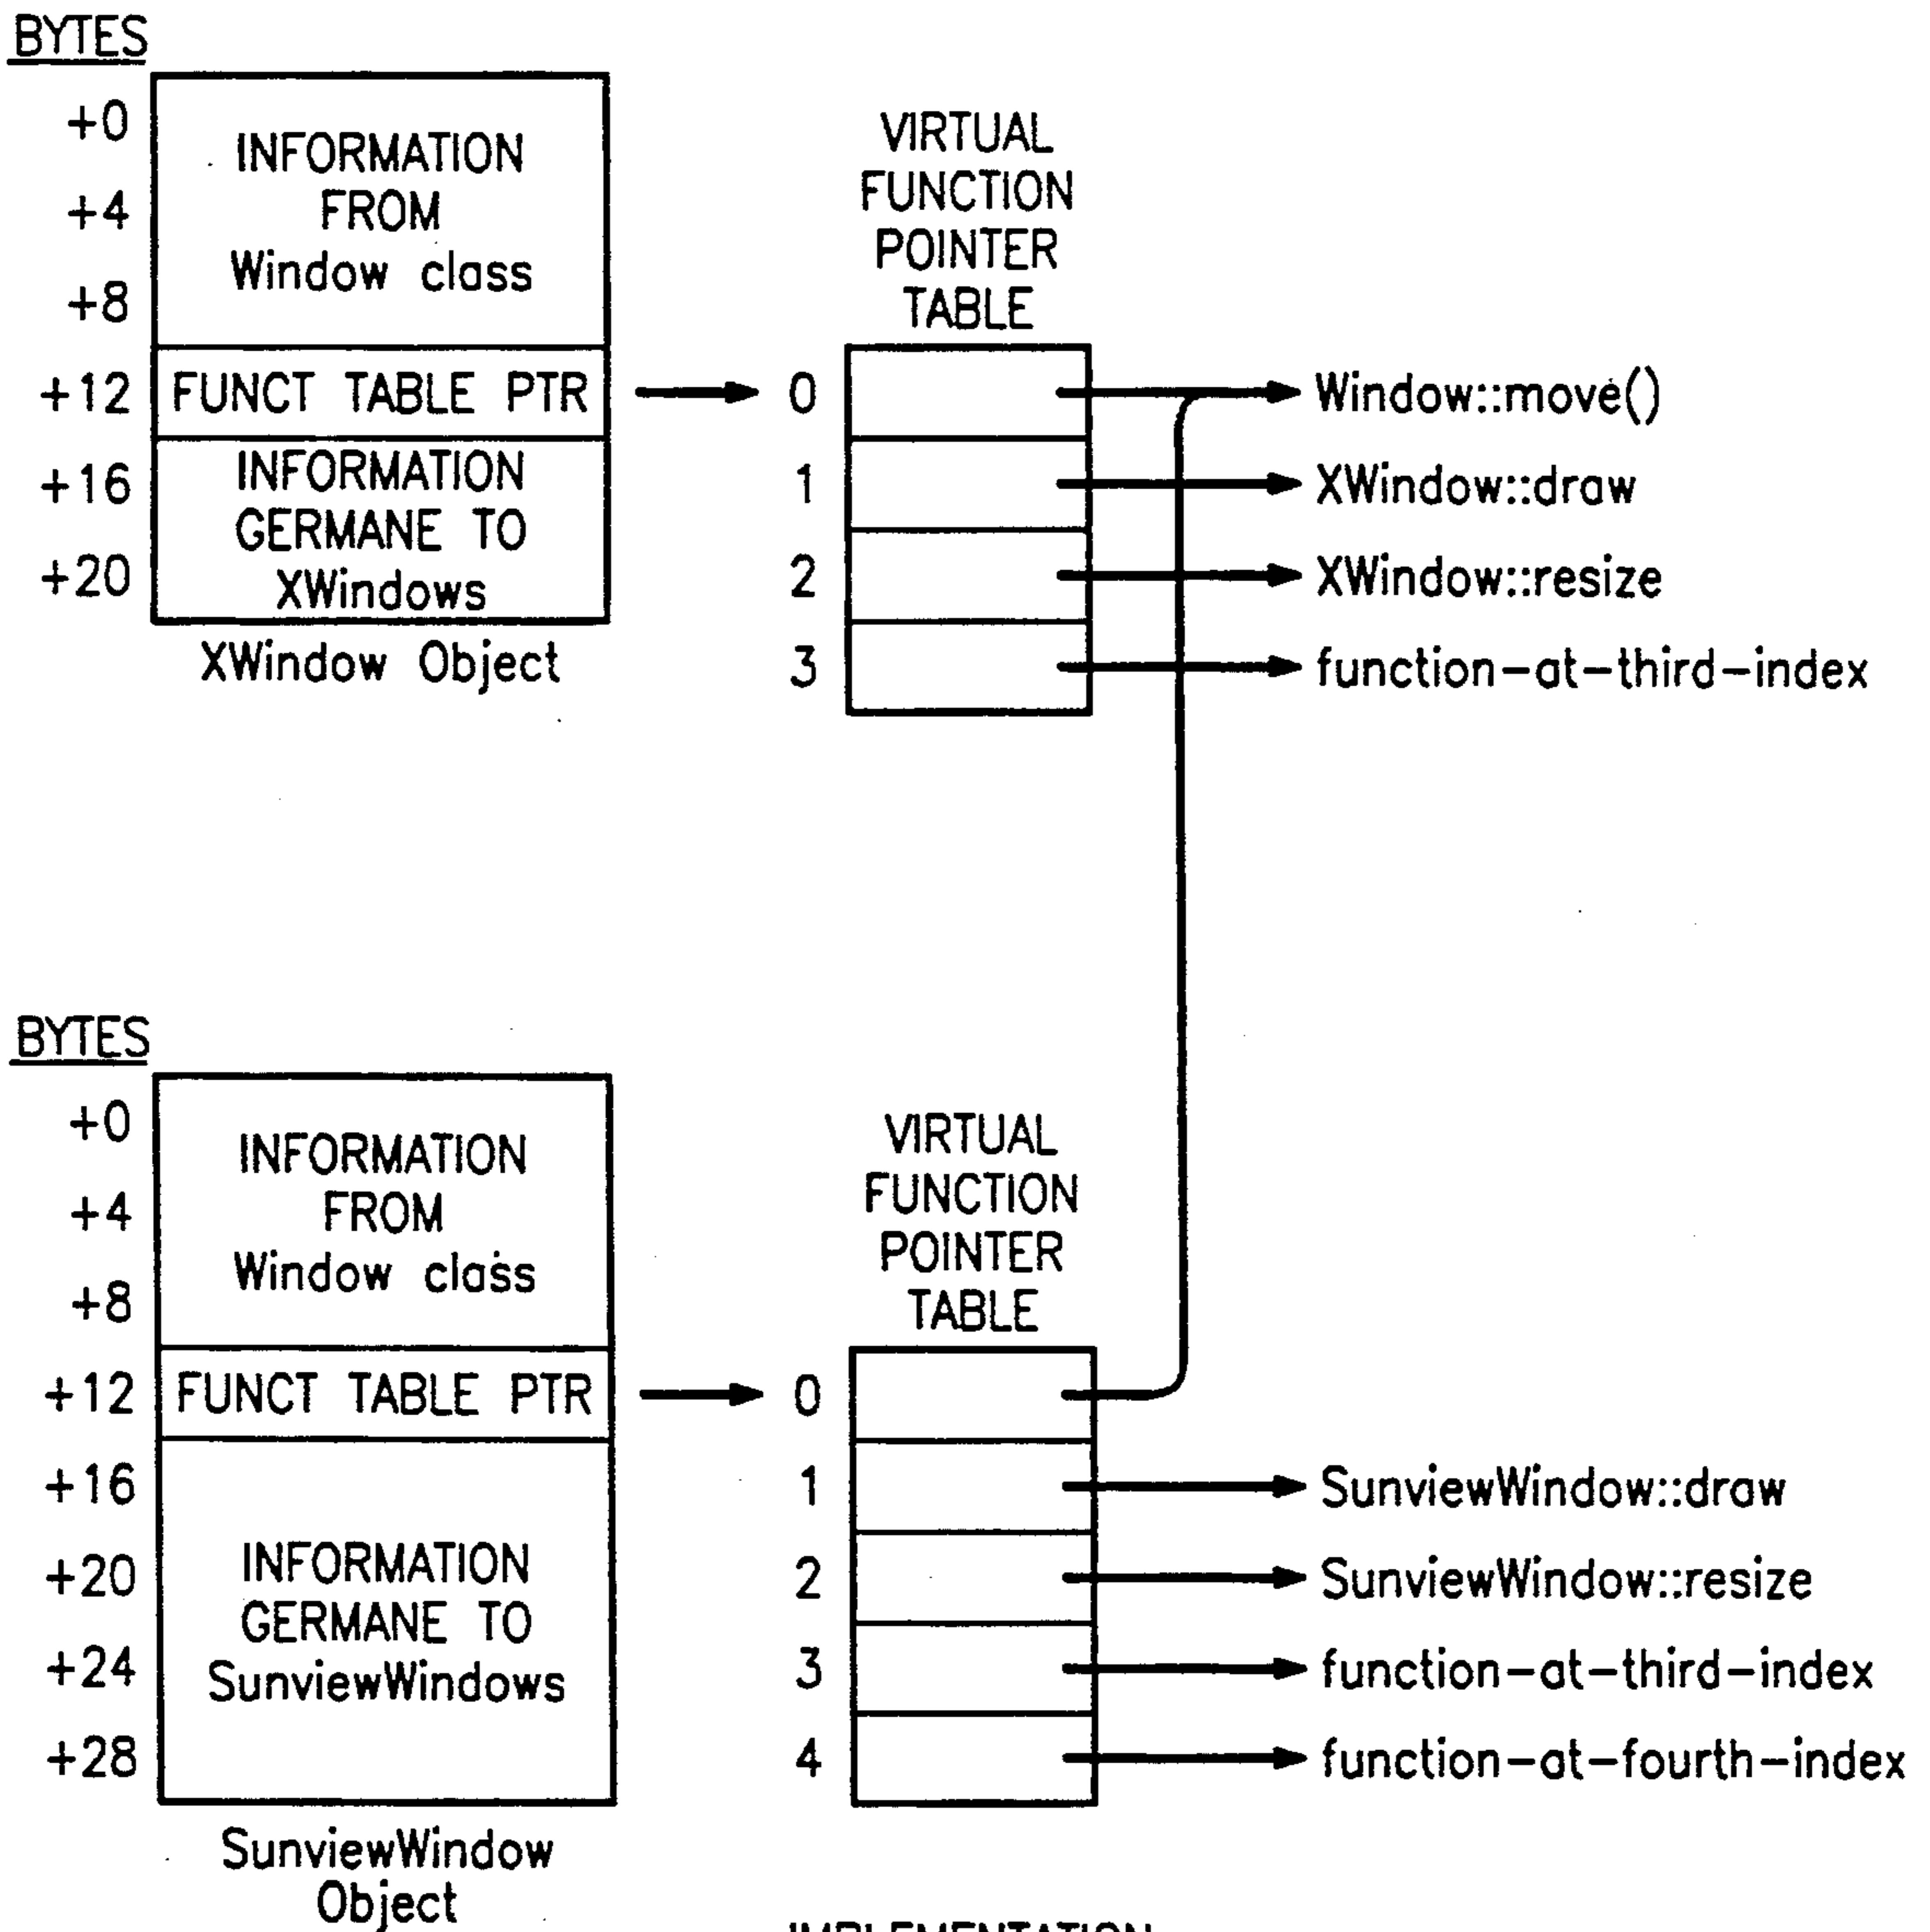 BYTES
+0
+4
+8
+12
+16
+20
INFORMATION
FROM
Window class
FUNCT TABLE PTR
INFORMATION
GERMANE TO
XWindows
XWindow Object
VIRTUAL
FUNCTION
POINTER
TABLE
0
1
2
3
Window::move()
XWindow::draw
XWindow::resize
function-at-third-index
BYTES
+0
+4
+8
+12
+16
+20
+24
+28
INFORMATION
FROM
Window class
FUNCT TABLE PTR
INFORMATION
GERMANE TO
SunviewWindows
SunviewWindow
Object
VIRTUAL
FUNCTION
POINTER
TABLE
0
1
2
3
4
SunviewWindow::draw
SunviewWindow::resize
function-at-third-index
function-at-fourth-index
IMPLEMENTATION